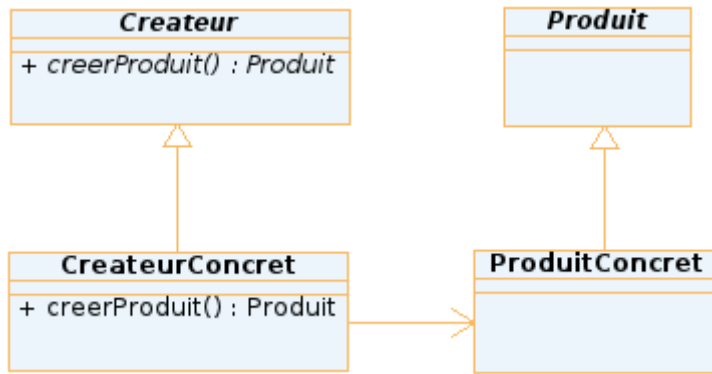 Createur
+ creerProduit() : Produit
Produit
CreateurConcret
+ creerProduit() : Produit
ProduitConcret